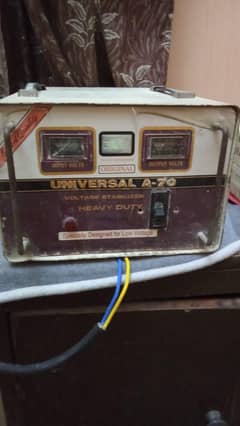 ORIGINAL
INPUT VOLTS
OUTPUT VOLTS
UNIVERSAL A-70
VOLTAGE STABILIZER
HEAVY DUTY
Specially Designed for Low Voltage